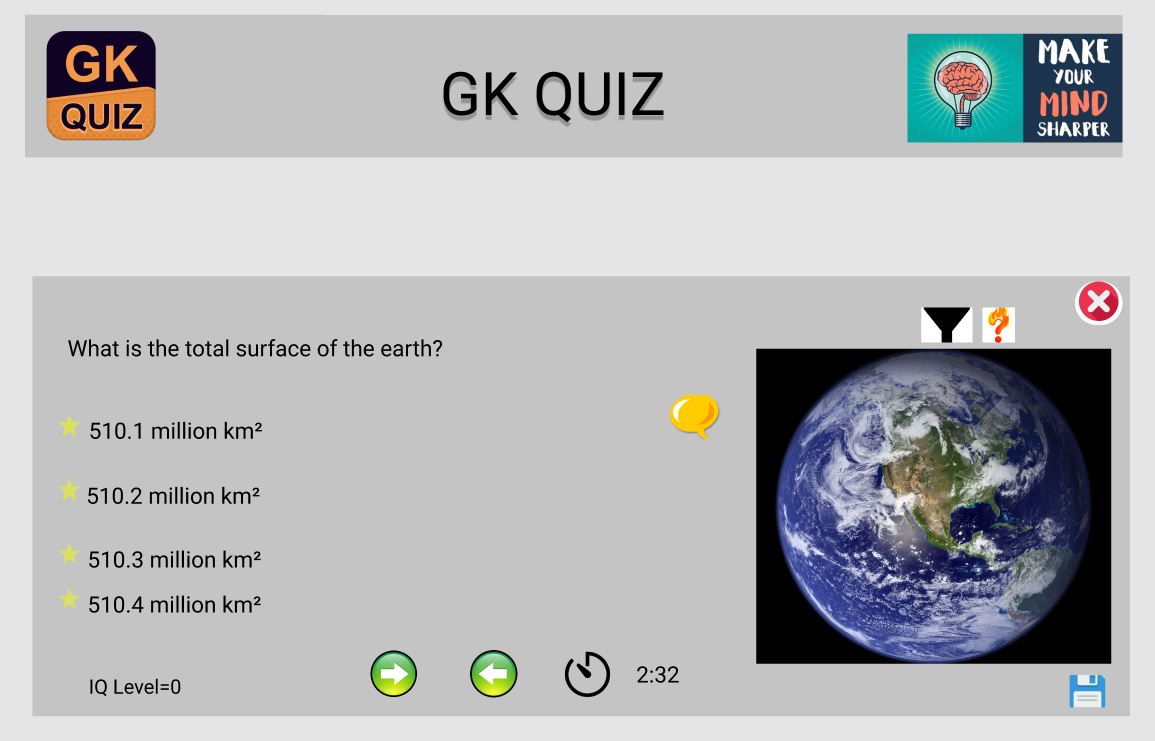 GK
QUIZ
GK QUIZ
MAKE
YOUR
MIND
SHARPER
What is the total surface of the earth?
510.1 million km²
510.2 million km²
510.3 million km²
510.4 million km²
IQ Level=0
2:32